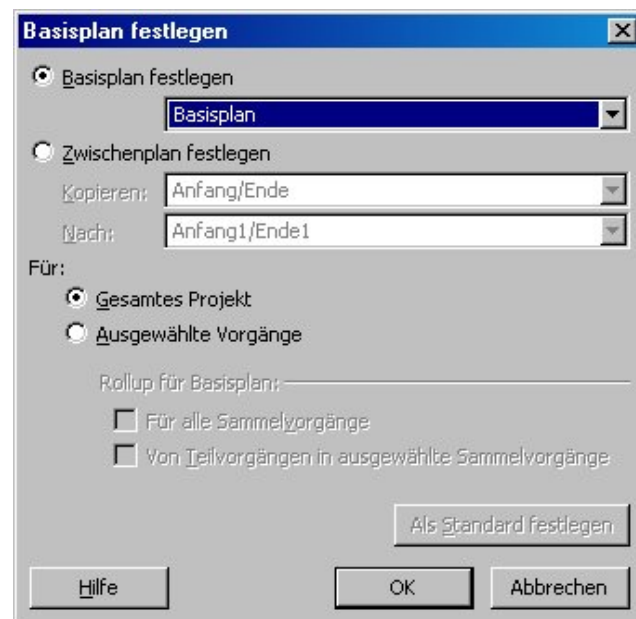 Basisplan festlegen
Basisplan festlegen
Basisplan
Zwischenplan festlegen
Kopieren: Anfang/Ende
Nach: Anfang1/Ende1
Für:
Gesamtes Projekt
Ausgewählte Vorgänge
Rollup für Basisplan:
Für alle Sammelvorgänge
Von Teilvorgängen in ausgewählte Sammelvorgänge
Als Standard festlegen
Hilfe OK Abbrechen